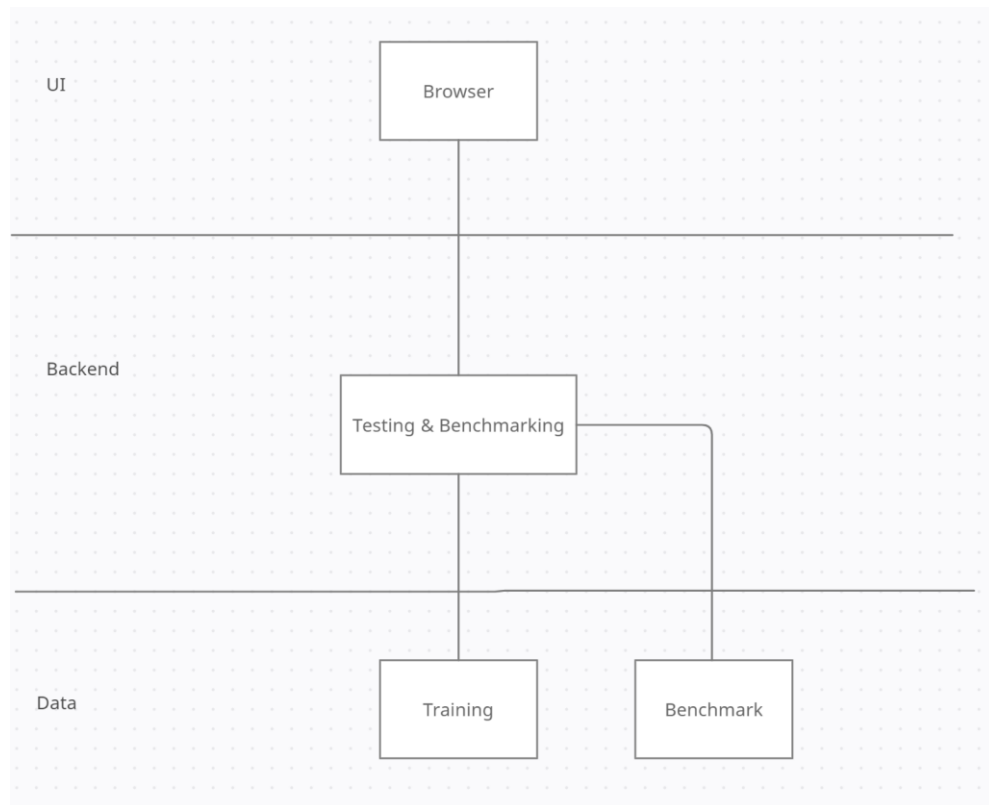 UI
Browser
Backend
Testing & Benchmarking
Data
Training
Benchmark